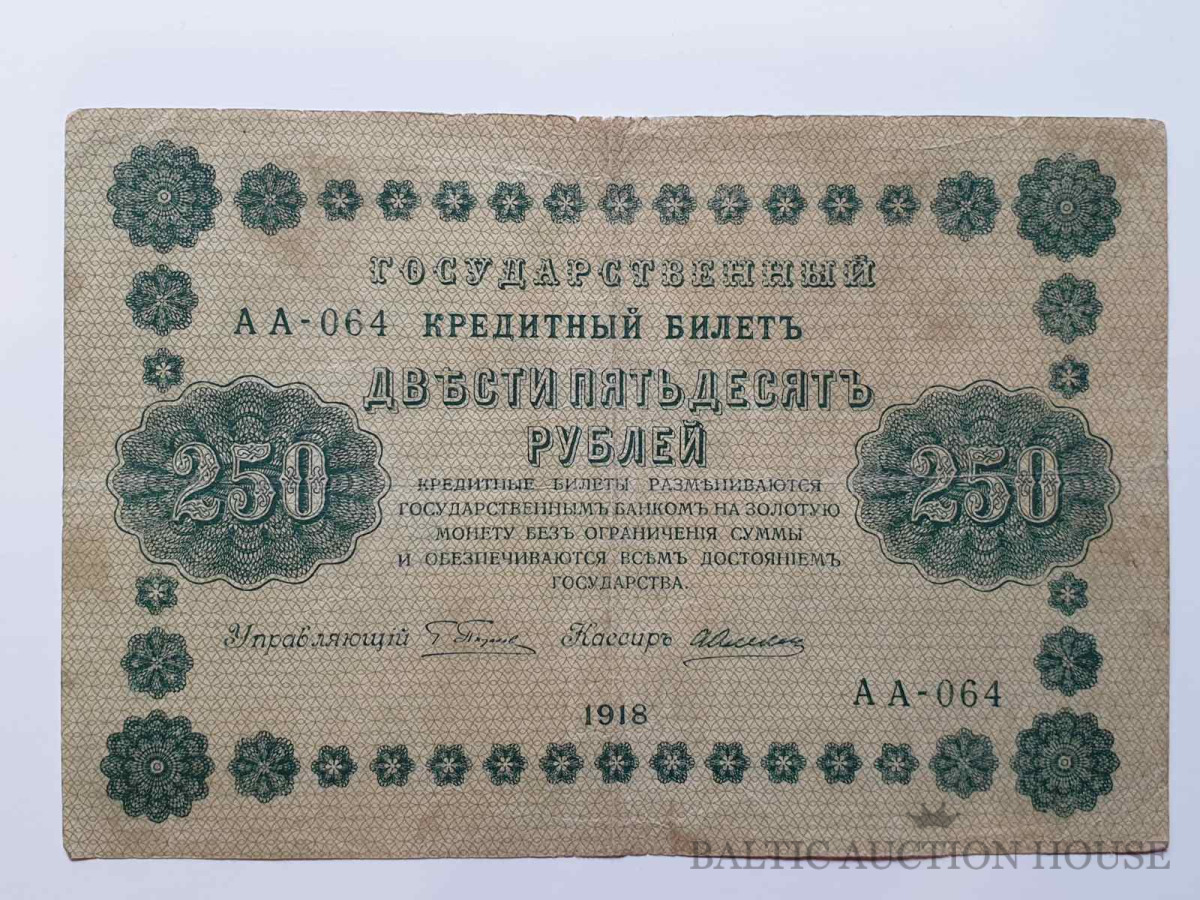 ГОСУДАРСТВЕННЫЙ
АА-064 КРЕДИТНЫЙ БИЛЕТЪ
ДВѢСТИ ПЯТЬДЕСЯТЪ
РУБЛЕЙ
250 250
КРЕДИТНЫЕ БИЛЕТЫ РАЗМѢНИВАЮТСЯ
ГОСУДАРСТВЕННЫМЪ БАНКОМЪ НА ЗОЛОТУЮ
МОНЕТУ БЕЗЪ ОГРАНИЧЕНІЯ СУММЫ
И ОБЕЗПЕЧИВАЮТСЯ ВСѢМЪ ДОСТОЯНІЕМЪ
ГОСУДАРСТВА.
Управляющій Кассиръ
АА-064
1918
BALTIC AUCTION HOUSE